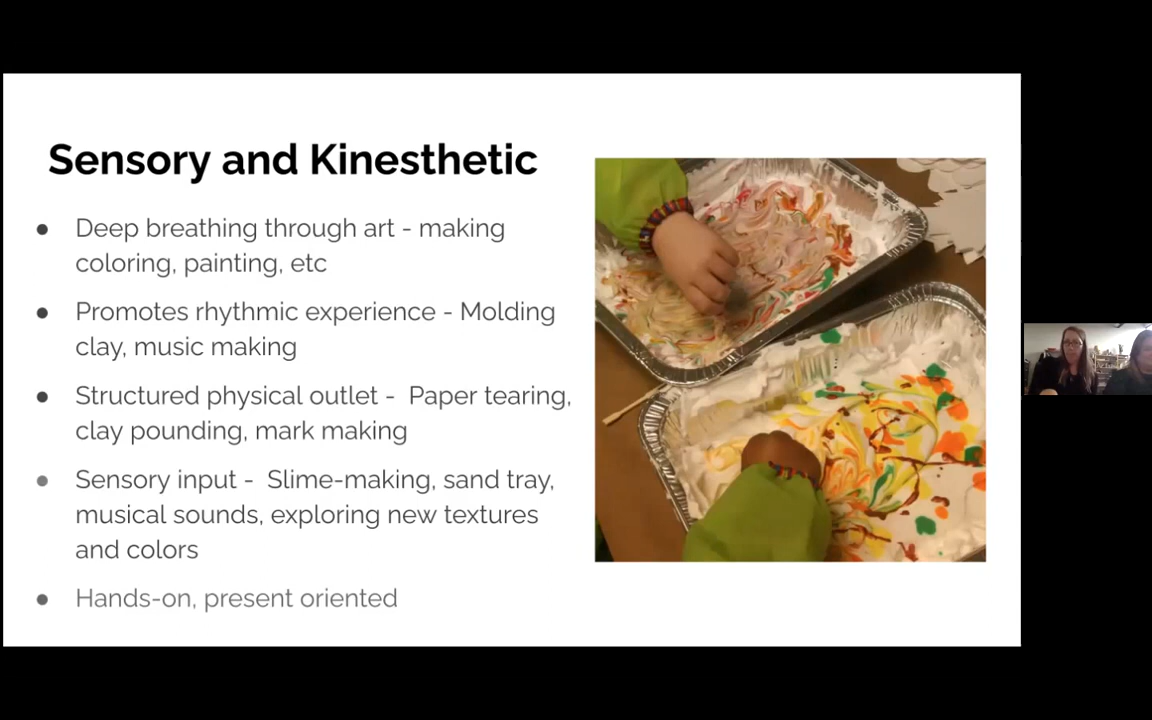 Sensory and Kinesthetic
● Deep breathing through art - making
coloring, painting, etc
● Promotes rhythmic experience - Molding
clay, music making
● Structured physical outlet -  Paper tearing,
clay pounding, mark making
● Sensory input -  Slime-making, sand tray,
musical sounds, exploring new textures
and colors
● Hands-on, present oriented